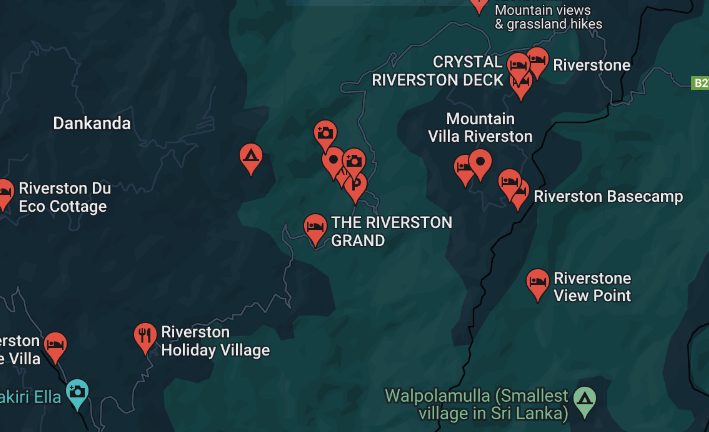 Mountain views
& grassland hikes
CRYSTAL
RIVERSTON DECK
Riverstone
B2
Mountain
Villa Riverston
Dankanda
Riverston Du
Eco Cottage
Riverston Basecamp
THE RIVERSTON
GRAND
Riverstone
View Point
Riverston
Holiday Village
erston
e Villa
akiri Ella
Walpolamulla (Smallest
village in Sri Lanka)
P